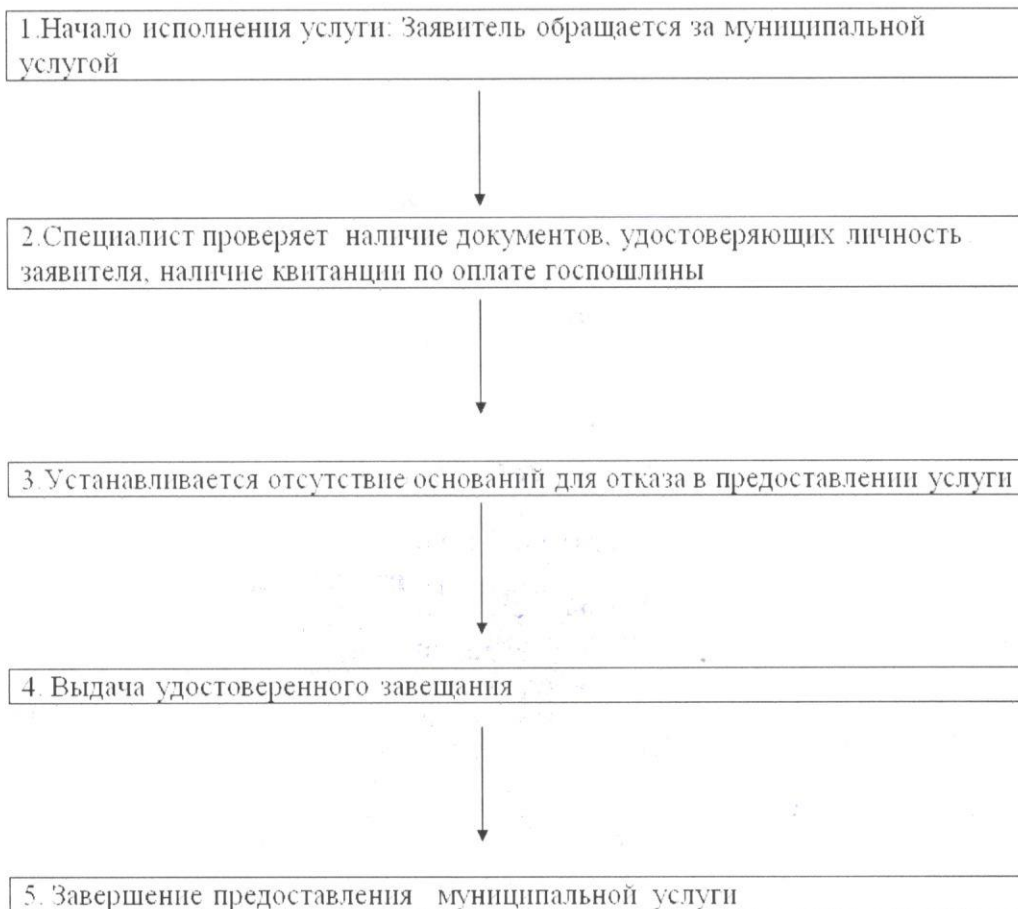 1.Начало исполнения услуги: Заявитель обращается за муниципальной
услугой
2.Специалист проверяет наличие документов, удостоверяющих личность
заявителя, наличие квитанции по оплате госпошлины
3.Устанавливается отсутствие оснований для отказа в предоставлении услуги
4. Выдача удостоверенного завещания
5. Завершение предоставления муниципальной услуги